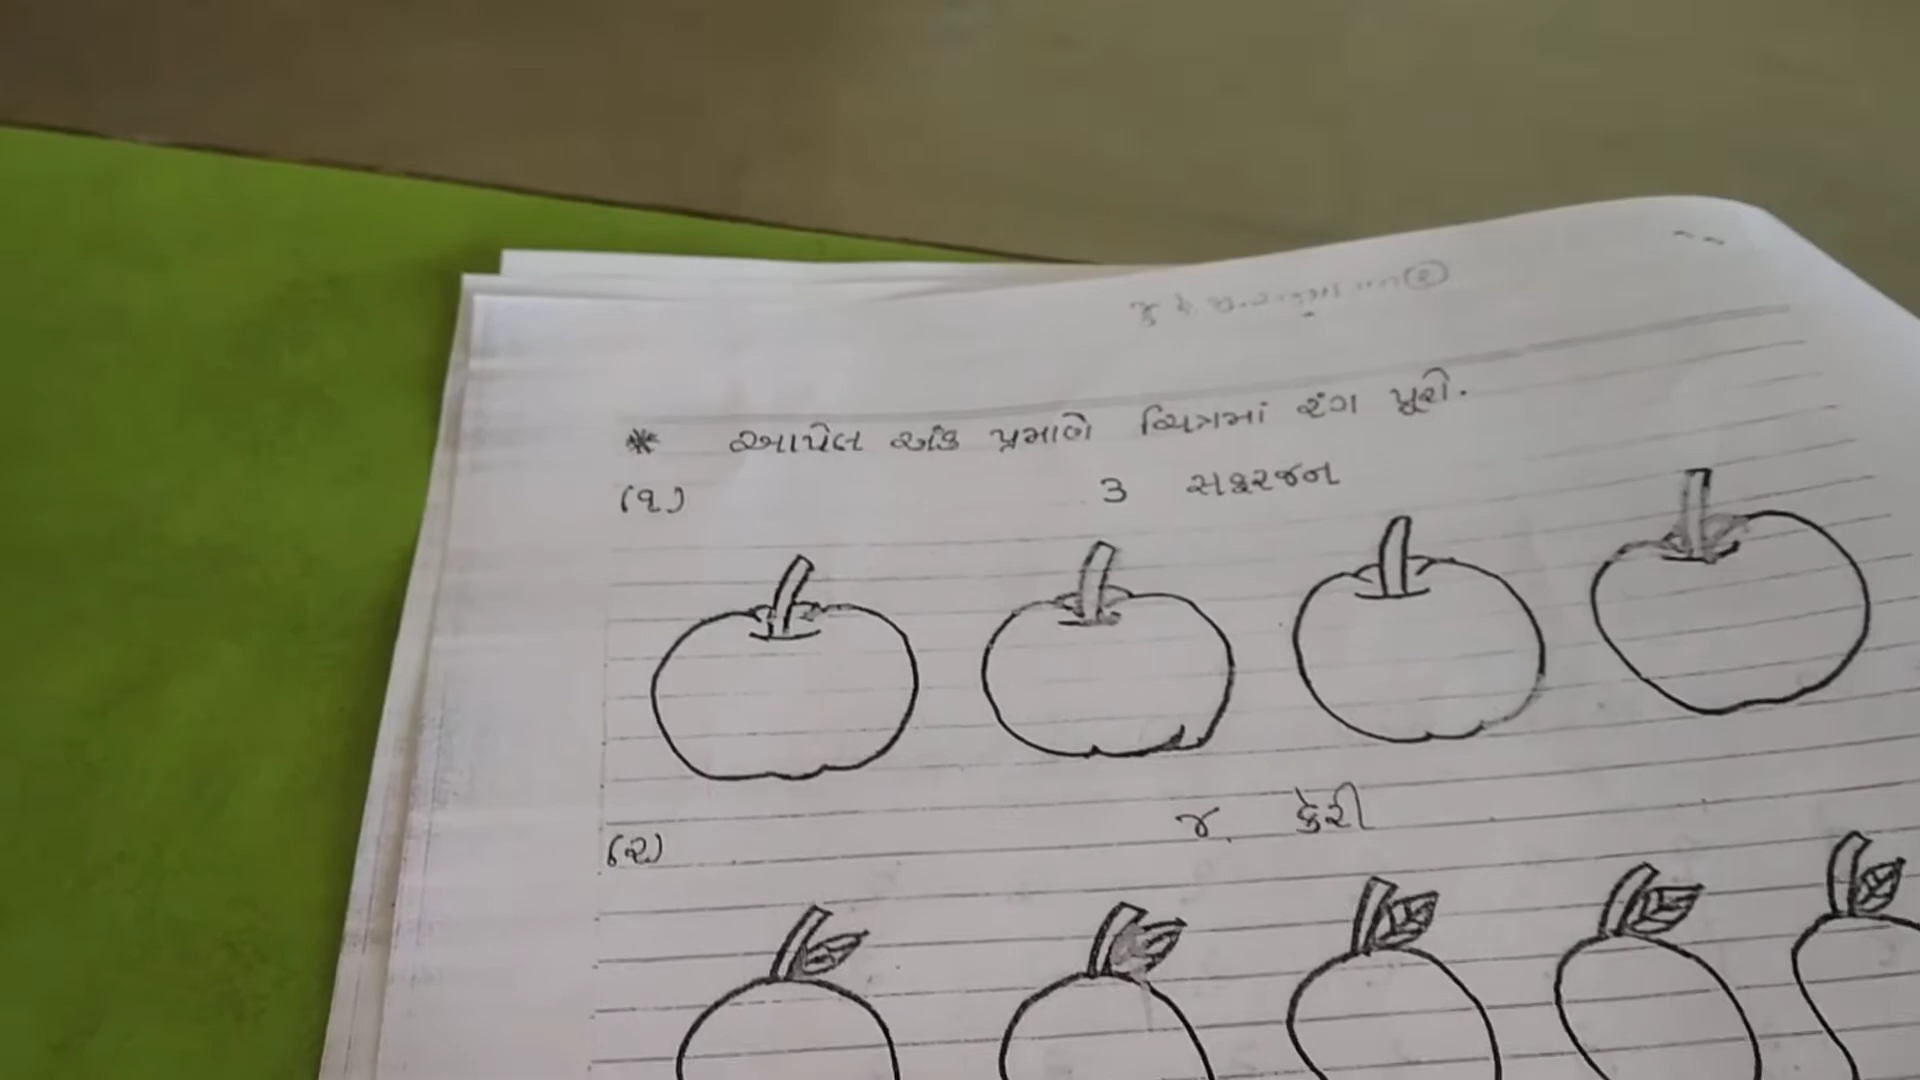 * આપેલ અંક પ્રમાણે ચિત્રમાં રંગ પૂરો.
(૧) ૩ સફરજન
(૨) ૪ કેરી